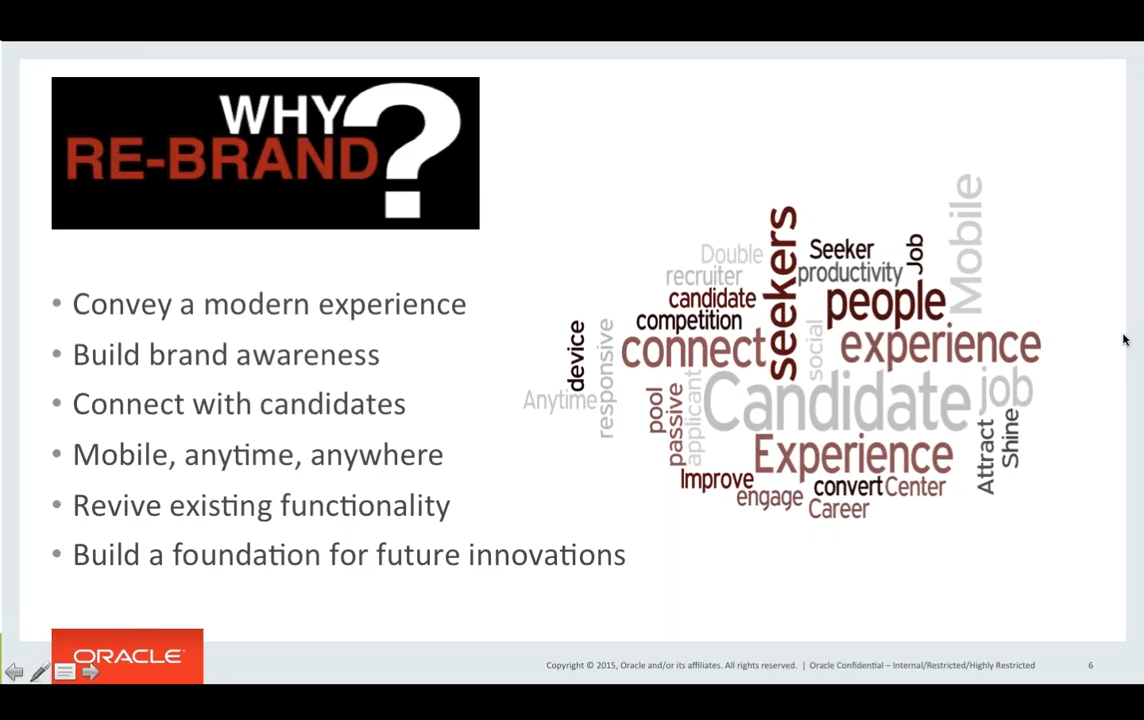 WHY
RE-BRAND?
• Convey a modern experience
• Build brand awareness
• Connect with candidates
• Mobile, anytime, anywhere
• Revive existing functionality
• Build a foundation for future innovations
Mobile
seekers
Double
Seeker
Job
recruiter
productivity
candidate
people
competition
device
responsive
connect
social
experience
Anytime
pool
passive
applicant
Candidate
job
Experience
Attract
Shine
Improve
engage
convert
Center
Career
ORACLE
Copyright © 2015, Oracle and/or its affiliates. All rights reserved. | Oracle Confidential – Internal/Restricted/Highly Restricted
6